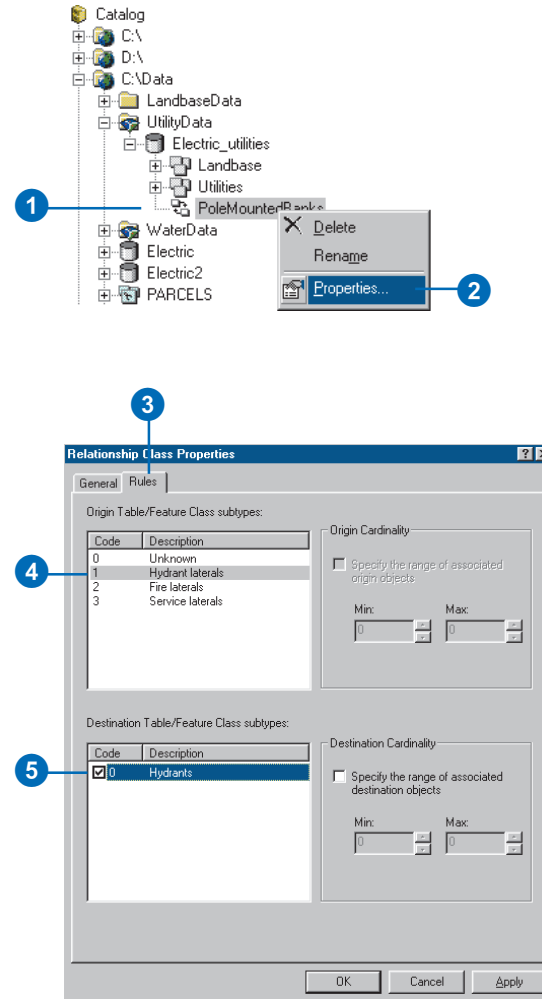 Catalog
C:\
D:\
C:\Data
LandbaseData
UtilityData
Electric_utilities
Landbase
Utilities
1
PoleMountedBanks
WaterData
Electric
Electric2
PARCELS
Delete
Rename
Properties...
2
3
Relationship Class Properties
General Rules
Origin Table/Feature Class subtypes:
Code Description
0 Unknown
4
1 Hydrant laterals
2 Fire laterals
3 Service laterals
Origin Cardinality
Specify the range of associated
origin objects
Min: Max:
0 0
Destination Table/Feature Class subtypes:
Code Description
5
0 Hydrants
Destination Cardinality
Specify the range of associated
destination objects
Min: Max:
0 0
OK Cancel Apply